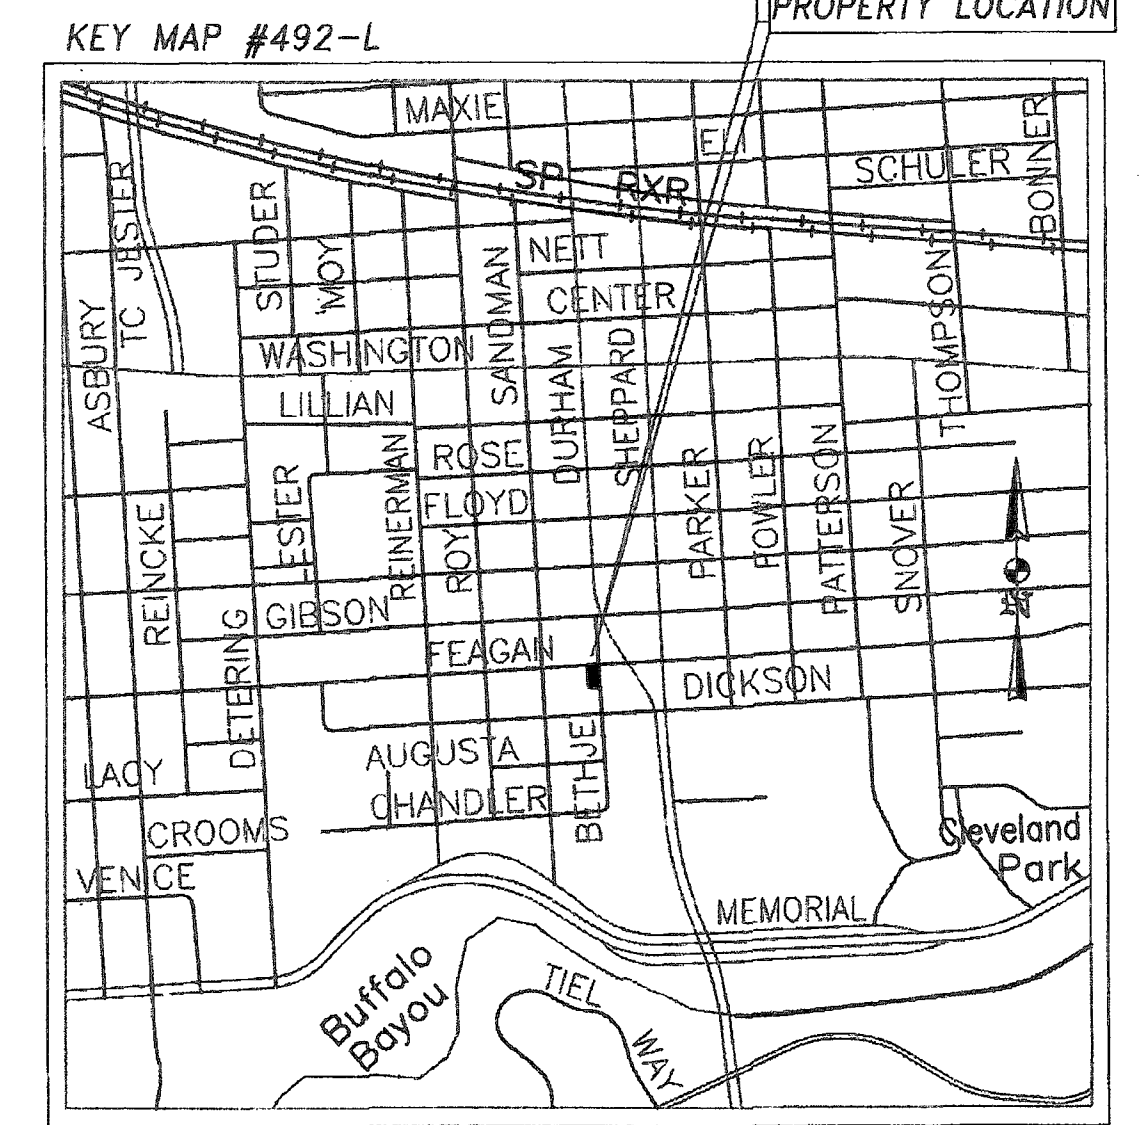 PROPERTY LOCATION
KEY MAP #492-L
MAXIE
ELI
SCHULER
BONNER
SP RXR
TC JESTER
STUDER
MOY
NETT
SANDMAN
CENTER
THOMPSON
ASBURY
WASHINGTON
DURHAM
SHEPPARD
LILLIAN
ROSE
REINERMAN
PARKER
FOWLER
PATTERSON
LESTER
FLOYD
ROY
SNOVER
REINCKE
GIBSON
FEAGAN
DETERING
DICKSON
AUGUSTA
BETHJE
LACY
CHANDLER
CROOMS
Cleveland
Park
VENICE
MEMORIAL
Buffalo
Bayou
TIEL
WAY